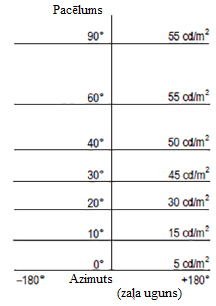 Pacēlums
90° 55 cd/m²
60° 55 cd/m²
40° 50 cd/m²
30° 45 cd/m²
20° 30 cd/m²
10° 15 cd/m²
0° 5 cd/m²
−180° Azimuts +180°
(zaļa uguns)